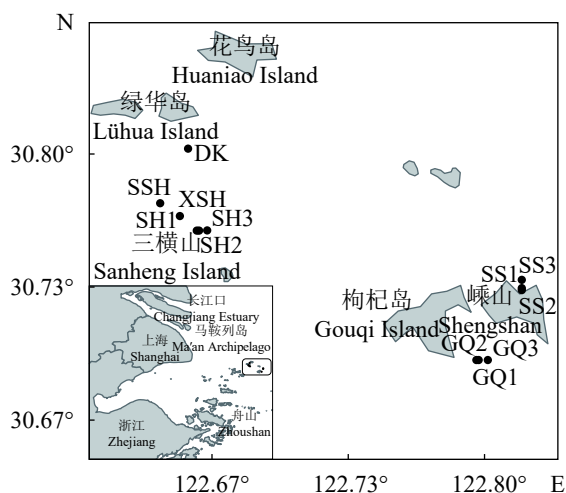 N
花鸟岛
Huaniao Island
绿华岛
Lühua Island
30.80°
DK
SSH
XSH
SH1
SH3
三横山
SH2
Sanheng Island
30.73°
SS1
SS3
枸杞岛
嵊山
SS2
Gouqi Island
Shengshan
GQ2
GQ3
GQ1
长江口
Changjiang Estuary
马鞍列岛
上海
Ma'an Archipelago
Shanghai
舟山
浙江
Zhoushan
Zhejiang
30.67°
122.67°
122.73°
122.80°
E